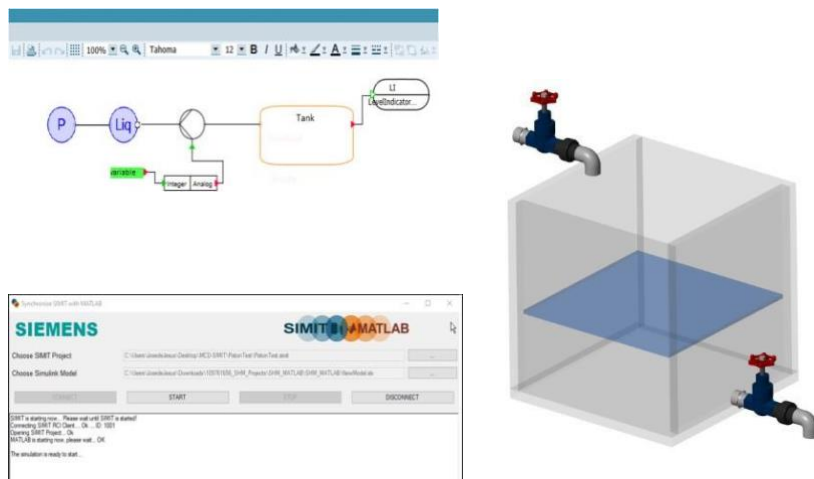 100% Tahoma 12 B I U A
P
Liq
Tank
LI
LevelIndicator...
variable
Integer Analog
Synchronise SIMIT with MATLAB
SIEMENS
SIMIT MATLAB
Choose SIMIT Project
...
Choose Simulink Model
...
CONNECT START STOP DISCONNECT
SIMIT is starting now... Please wait until SIMIT is started!
Connecting SIMIT RCI Client ... Ok ... ID: 1001
Opening SIMIT Project... Ok
MATLAB is starting now, please wait... OK
The simulation is ready to start...